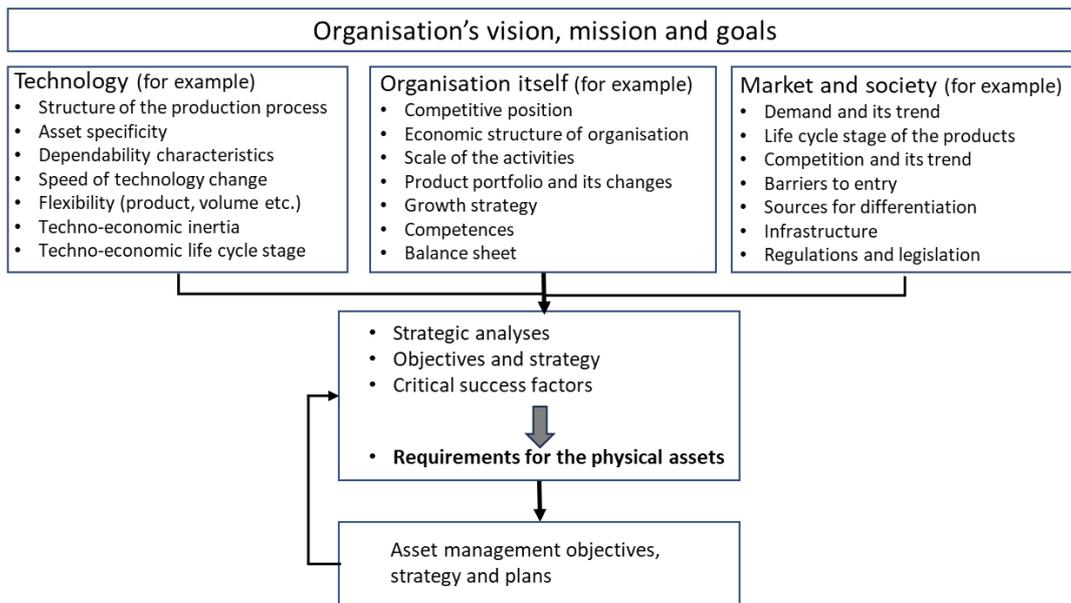 Organisation's vision, mission and goals
Technology (for example)
• Structure of the production process
• Asset specificity
• Dependability characteristics
• Speed of technology change
• Flexibility (product, volume etc.)
• Techno-economic inertia
• Techno-economic life cycle stage
Organisation itself (for example)
• Competitive position
• Economic structure of organisation
• Scale of the activities
• Product portfolio and its changes
• Growth strategy
• Competences
• Balance sheet
Market and society (for example)
• Demand and its trend
• Life cycle stage of the products
• Competition and its trend
• Barriers to entry
• Sources for differentiation
• Infrastructure
• Regulations and legislation
• Strategic analyses
• Objectives and strategy
• Critical success factors
• Requirements for the physical assets
Asset management objectives,
strategy and plans